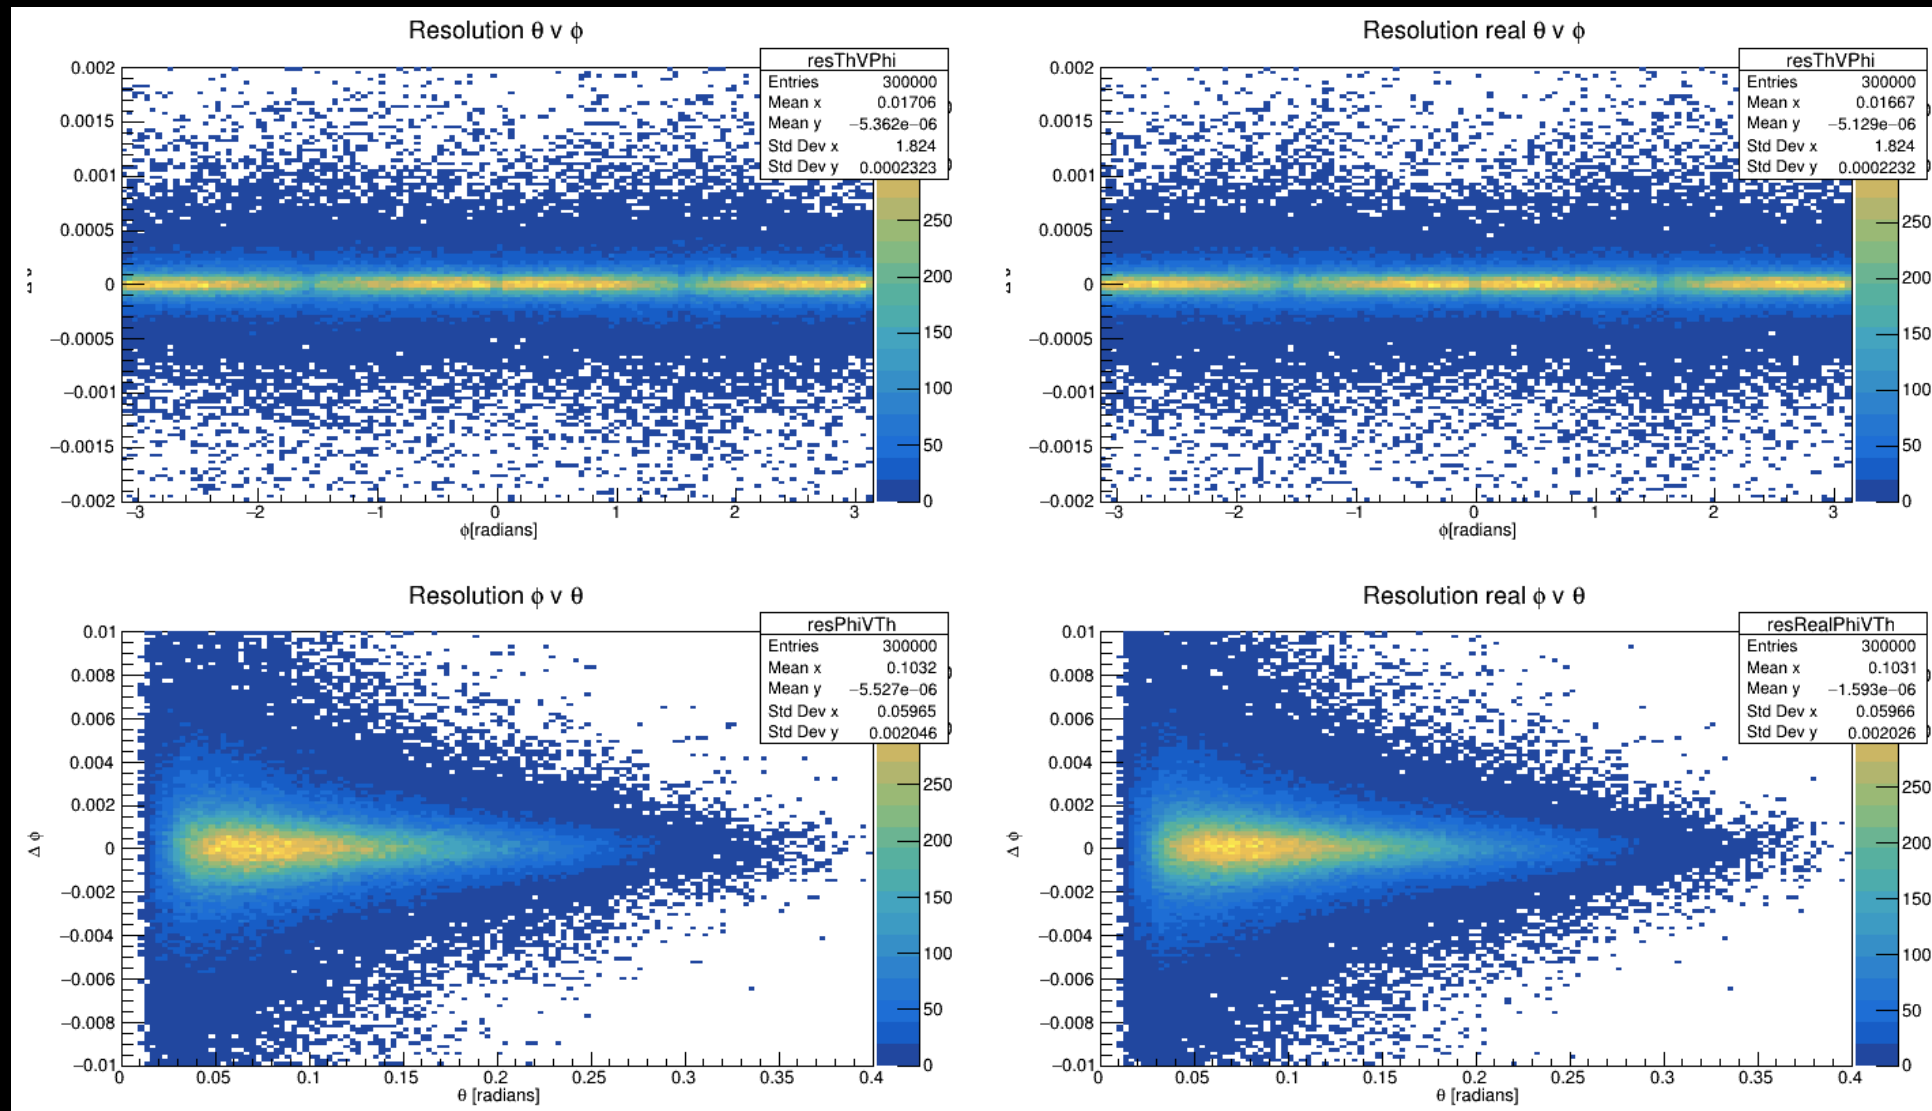 Resolution θ v ϕ
resThVPhi
Entries 300000
Mean x 0.01706
Mean y −5.362e−06
Std Dev x 1.824
Std Dev y 0.0002323
0.002
0.0015
0.001
0.0005
0
−0.0005
−0.001
−0.0015
−0.002
−3 −2 −1 0 1 2 3
ϕ[radians]
250
200
150
100
50
0
Resolution real θ v ϕ
resThVPhi
Entries 300000
Mean x 0.01667
Mean y −5.129e−06
Std Dev x 1.824
Std Dev y 0.0002232
0.002
0.0015
0.001
0.0005
0
−0.0005
−0.001
−0.0015
−0.002
−3 −2 −1 0 1 2 3
ϕ[radians]
250
200
150
100
50
0
Resolution ϕ v θ
resPhiVTh
Entries 300000
Mean x 0.1032
Mean y −5.527e−06
Std Dev x 0.05965
Std Dev y 0.002046
0.01
0.008
0.006
0.004
0.002
0
−0.002
−0.004
−0.006
−0.008
−0.01
Δ ϕ
0 0.05 0.1 0.15 0.2 0.25 0.3 0.35 0.4
θ [radians]
250
200
150
100
50
0
Resolution real ϕ v θ
resRealPhiVTh
Entries 300000
Mean x 0.1031
Mean y −1.593e−06
Std Dev x 0.05966
Std Dev y 0.002026
0.01
0.008
0.006
0.004
0.002
0
−0.002
−0.004
−0.006
−0.008
−0.01
Δ ϕ
0 0.05 0.1 0.15 0.2 0.25 0.3 0.35 0.4
θ [radians]
250
200
150
100
50
0